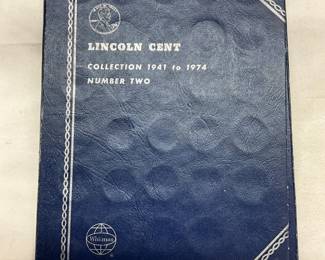 LINCOLN CENT
COLLECTION 1941 to 1974
NUMBER TWO
Whitman